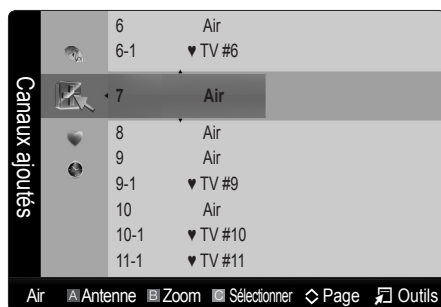 Canaux ajoutés
6 Air
6-1 ♥ TV #6
7 Air
8 Air
9 Air
9-1 ♥ TV #9
10 Air
10-1 ♥ TV #10
11-1 ♥ TV #11
Air A Antenne B Zoom C Sélectionner Page Outils